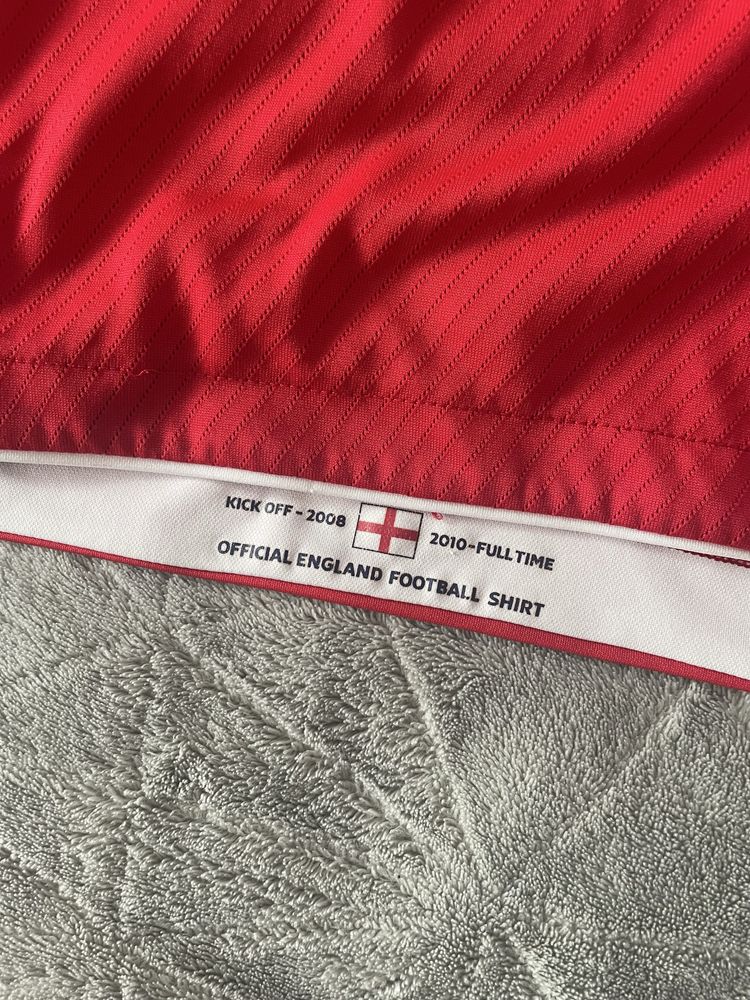 KICK OFF - 2008 2010-FULL TIME
OFFICIAL ENGLAND FOOTBALL SHIRT